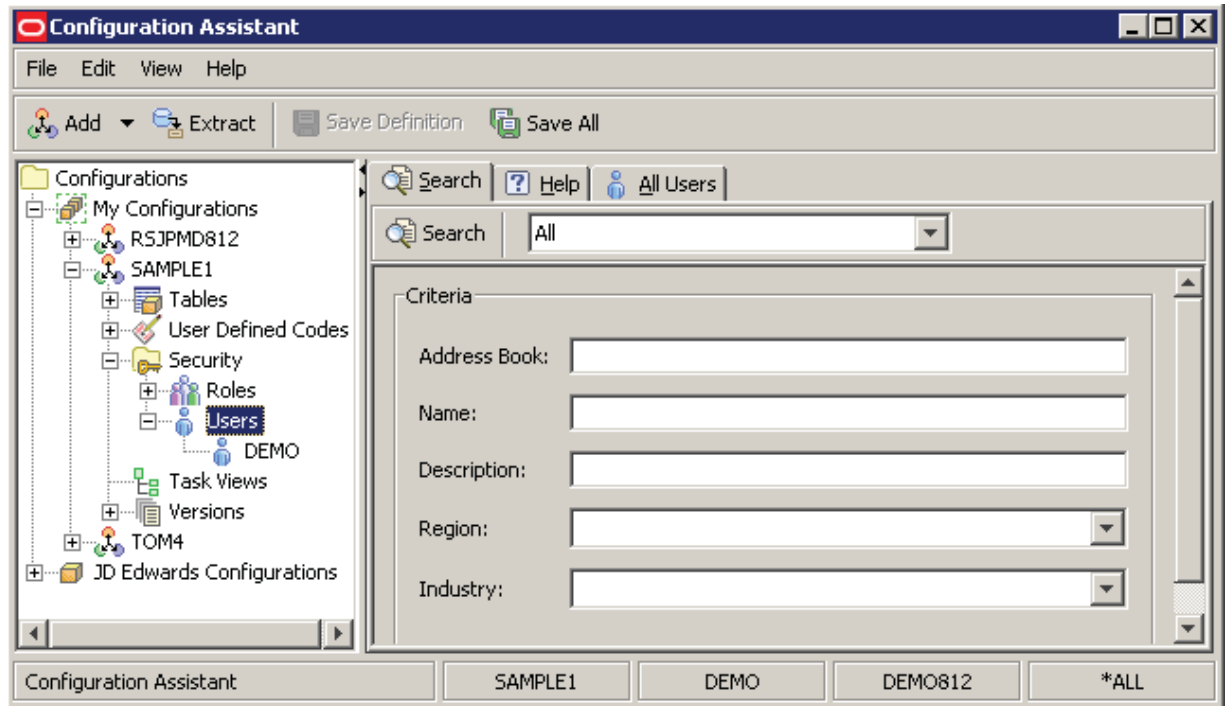 Configuration Assistant
File Edit View Help
Add Extract Save Definition Save All
Configurations
My Configurations
RSJPMD812
SAMPLE1
Tables
User Defined Codes
Security
Roles
Users
DEMO
Task Views
Versions
TOM4
JD Edwards Configurations
Search Help All Users
Search All
Criteria
Address Book:
Name:
Description:
Region:
Industry:
Configuration Assistant SAMPLE1 DEMO DEMO812 *ALL